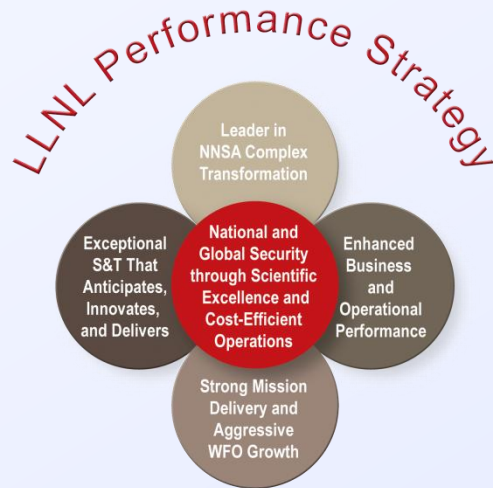 LLNL Performance Strategy
Leader in
NNSA Complex
Transformation
Exceptional
S&T That
Anticipates,
Innovates,
and Delivers
National and
Global Security
through Scientific
Excellence and
Cost-Efficient
Operations
Enhanced
Business
and
Operational
Performance
Strong Mission
Delivery and
Aggressive
WFO Growth